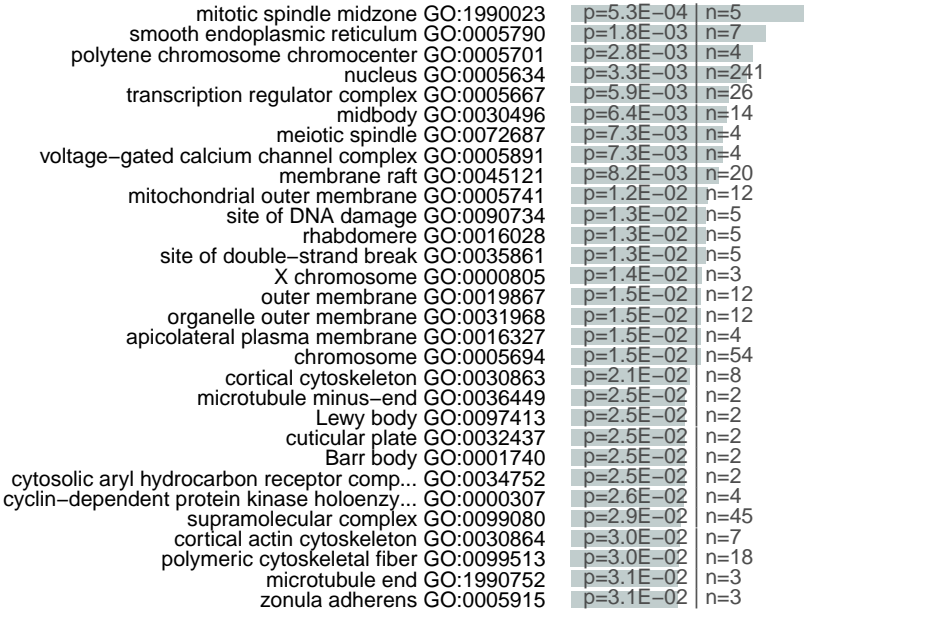 mitotic spindle midzone GO:1990023 p=5.3E−04 n=5
smooth endoplasmic reticulum GO:0005790 p=1.8E−03 n=7
polytene chromosome chromocenter GO:0005701 p=2.8E−03 n=4
nucleus GO:0005634 p=3.3E−03 n=241
transcription regulator complex GO:0005667 p=5.9E−03 n=26
midbody GO:0030496 p=6.4E−03 n=14
meiotic spindle GO:0072687 p=7.3E−03 n=4
voltage−gated calcium channel complex GO:0005891 p=7.3E−03 n=4
membrane raft GO:0045121 p=8.2E−03 n=20
mitochondrial outer membrane GO:0005741 p=1.2E−02 n=12
site of DNA damage GO:0090734 p=1.3E−02 n=5
rhabdomere GO:0016028 p=1.3E−02 n=5
site of double−strand break GO:0035861 p=1.3E−02 n=5
X chromosome GO:0000805 p=1.4E−02 n=3
outer membrane GO:0019867 p=1.5E−02 n=12
organelle outer membrane GO:0031968 p=1.5E−02 n=12
apicolateral plasma membrane GO:0016327 p=1.5E−02 n=4
chromosome GO:0005694 p=1.5E−02 n=54
cortical cytoskeleton GO:0030863 p=2.1E−02 n=8
microtubule minus−end GO:0036449 p=2.5E−02 n=2
Lewy body GO:0097413 p=2.5E−02 n=2
cuticular plate GO:0032437 p=2.5E−02 n=2
Barr body GO:0001740 p=2.5E−02 n=2
cytosolic aryl hydrocarbon receptor comp... GO:0034752 p=2.5E−02 n=2
cyclin−dependent protein kinase holoenzy... GO:0000307 p=2.6E−02 n=4
supramolecular complex GO:0099080 p=2.9E−02 n=45
cortical actin cytoskeleton GO:0030864 p=3.0E−02 n=7
polymeric cytoskeletal fiber GO:0099513 p=3.0E−02 n=18
microtubule end GO:1990752 p=3.1E−02 n=3
zonula adherens GO:0005915 p=3.1E−02 n=3